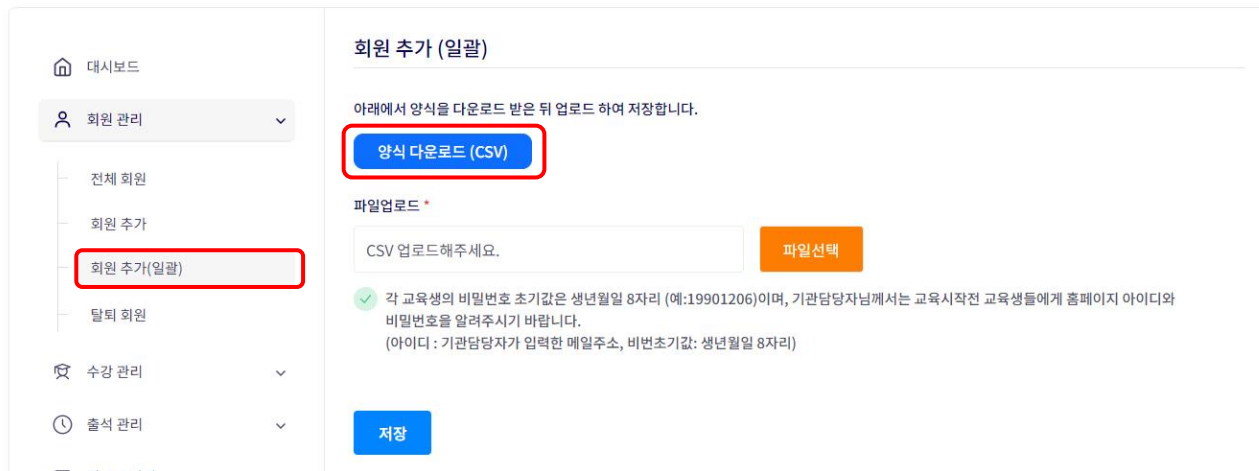 대시보드
회원 관리
전체 회원
회원 추가
회원 추가(일괄)
탈퇴 회원
수강 관리
출석 관리
회원 추가 (일괄)
아래에서 양식을 다운로드 받은 뒤 업로드 하여 저장합니다.
양식 다운로드 (CSV)
파일업로드 *
CSV 업로드해주세요.
파일선택
각 교육생의 비밀번호 초기값은 생년월일 8자리 (예:19901206)이며, 기관담당자님께서는 교육시작전 교육생들에게 홈페이지 아이디와
비밀번호을 알려주시기 바랍니다.
(아이디 : 기관담당자가 입력한 메일주소, 비번초기값: 생년월일 8자리)
저장